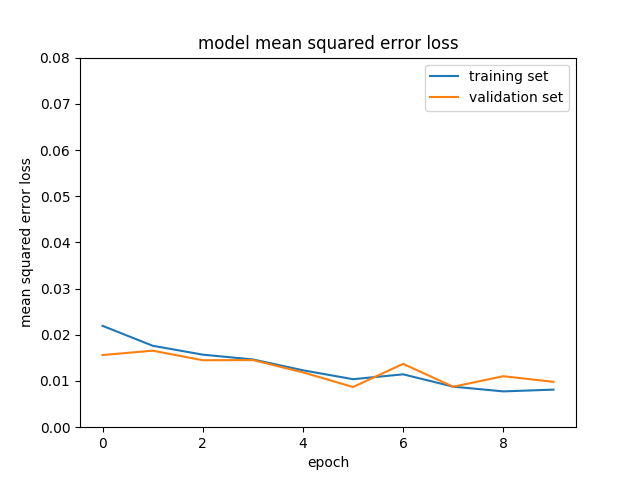 model mean squared error loss
training set
validation set
0.08
0.07
0.06
0.05
0.04
0.03
0.02
0.01
0.00
mean squared error loss
0 2 4 6 8
epoch